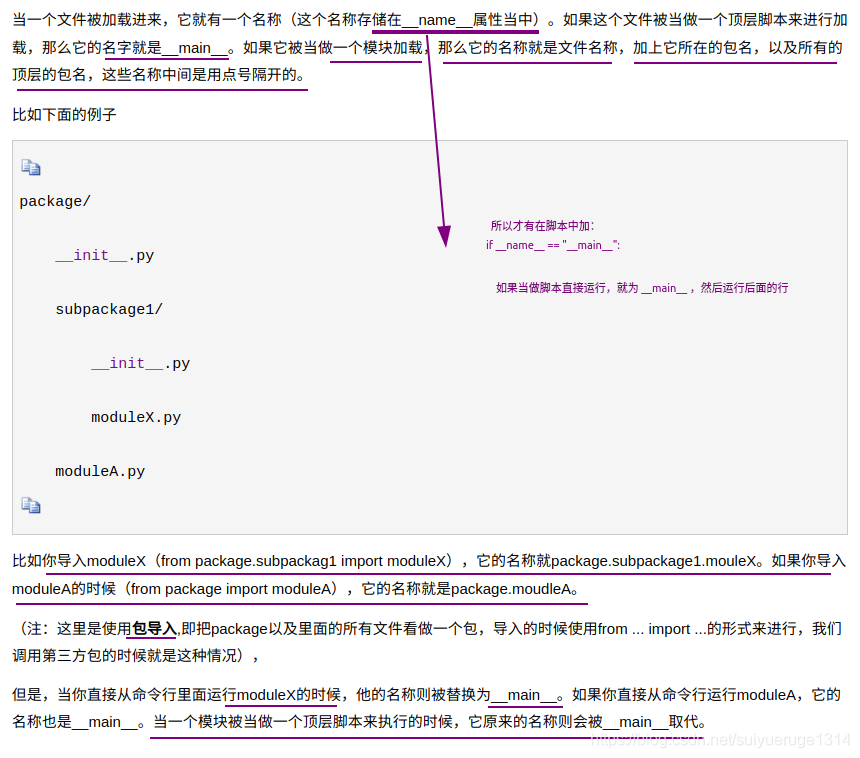 当一个文件被加载进来，它就有一个名称（这个名称存储在__name__属性当中）。如果这个文件被当做一个顶层脚本来进行加
载，那么它的名字就是__main__。如果它被当做一个模块加载，那么它的名称就是文件名称，加上它所在的包名，以及所有的
顶层的包名，这些名称中间是用点号隔开的。
比如下面的例子
package/
所以才有在脚本中加:
if __name__ == "__main__":
__init__.py
如果当做脚本直接运行，就为 __main__ ，然后运行后面的行
subpackage1/
__init__.py
moduleX.py
moduleA.py
比如你导入moduleX（from package.subpackag1 import moduleX），它的名称就package.subpackage1.mouleX。如果你导入
moduleA的时候（from package import moduleA），它的名称就是package.moudleA。
（注：这里是使用包导入,即把package以及里面的所有文件看做一个包，导入的时候使用from ... import ...的形式来进行，我们
调用第三方包的时候就是这种情况），
但是，当你直接从命令行里面运行moduleX的时候，他的名称则被替换为__main__。如果你直接从命令行运行moduleA，它的
名称也是__main__。当一个模块被当做一个顶层脚本来执行的时候，它原来的名称则会被__main__取代。
https://blog.csdn.net/suiyueruge1314